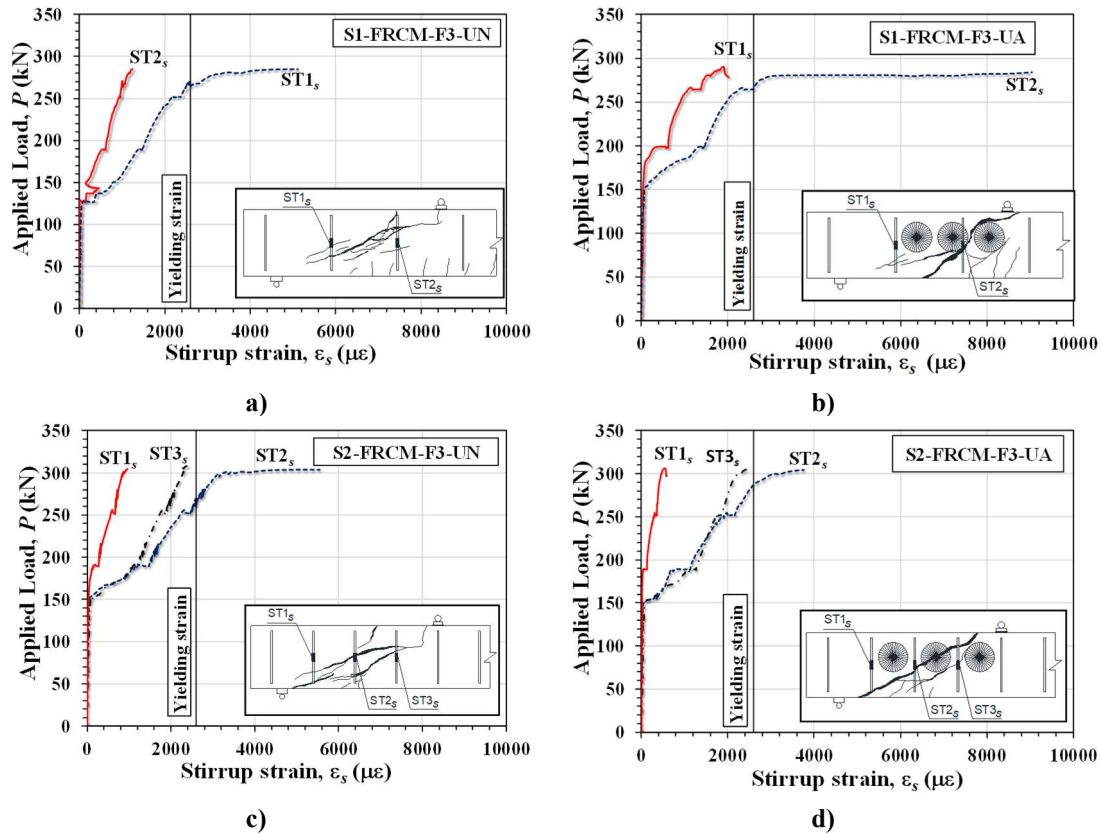 S1-FRCM-F3-UN
ST2s
ST1s
Applied Load, P (kN)
350
300
250
200
150
100
50
0
Yielding strain
ST1s
ST2s
0 2000 4000 6000 8000 10000
Stirrup strain, εs (με)
a)
S1-FRCM-F3-UA
ST1s
ST2s
Applied Load, P (kN)
350
300
250
200
150
100
50
0
Yielding strain
ST1s
ST2s
0 2000 4000 6000 8000 10000
Stirrup strain, εs (με)
b)
S2-FRCM-F3-UN
ST1s ST3s ST2s
Applied Load, P (kN)
350
300
250
200
150
100
50
0
Yielding strain
ST1s
ST2s ST3s
0 2000 4000 6000 8000 10000
Stirrup strain, εs (με)
c)
S2-FRCM-F3-UA
ST1s ST3s ST2s
Applied Load, P (kN)
350
300
250
200
150
100
50
0
Yielding strain
ST1s
ST2s ST3s
0 2000 4000 6000 8000 10000
Stirrup strain, εs (με)
d)